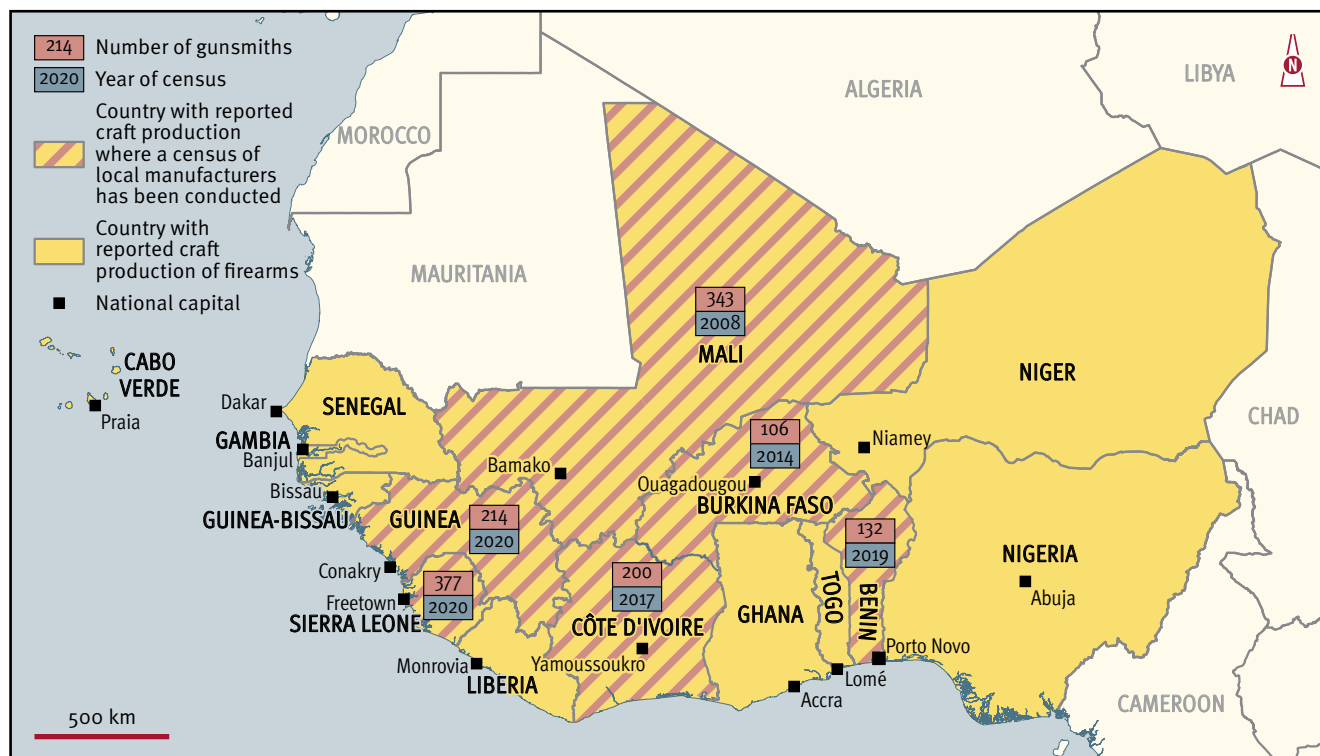 214 Number of gunsmiths
2020 Year of census
Country with reported
craft production
where a census of
local manufacturers
has been conducted
Country with
reported craft
production of firearms
National capital
N
LIBYA
ALGERIA
MOROCCO
MAURITANIA
343
2008
MALI
CABO
VERDE
Praia
NIGER
CHAD
Dakar
SENEGAL
GAMBIA
Banjul
106
2014
Niamey
Bamako
Ouagadougou
BURKINA FASO
Bissau
GUINEA-BISSAU
GUINEA
214
2020
132
2019
NIGERIA
Abuja
Conakry
377
2020
200
2017
Freetown
SIERRA LEONE
CÔTE D'IVOIRE
Yamoussoukro
GHANA
TOGO
BENIN
Porto Novo
Monrovia
LIBERIA
Lomé
Accra
CAMEROON
500 km